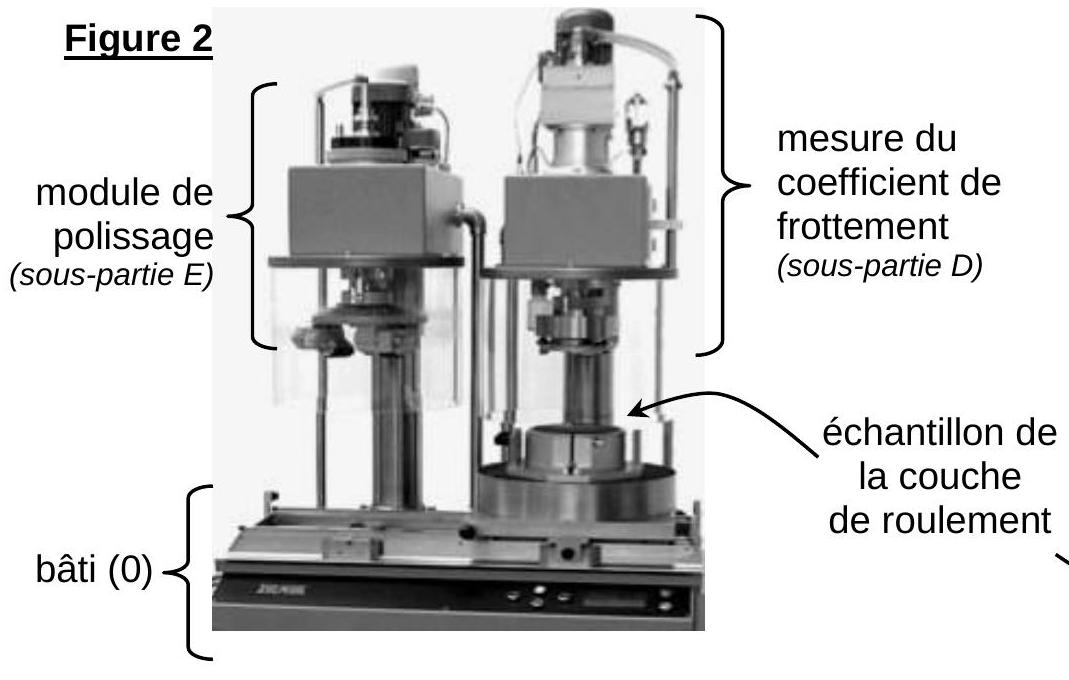 Figure 2
module de
polissage
(sous-partie E)
bâti (0)
mesure du
coefficient de
frottement
(sous-partie D)
échantillon de
la couche
de roulement